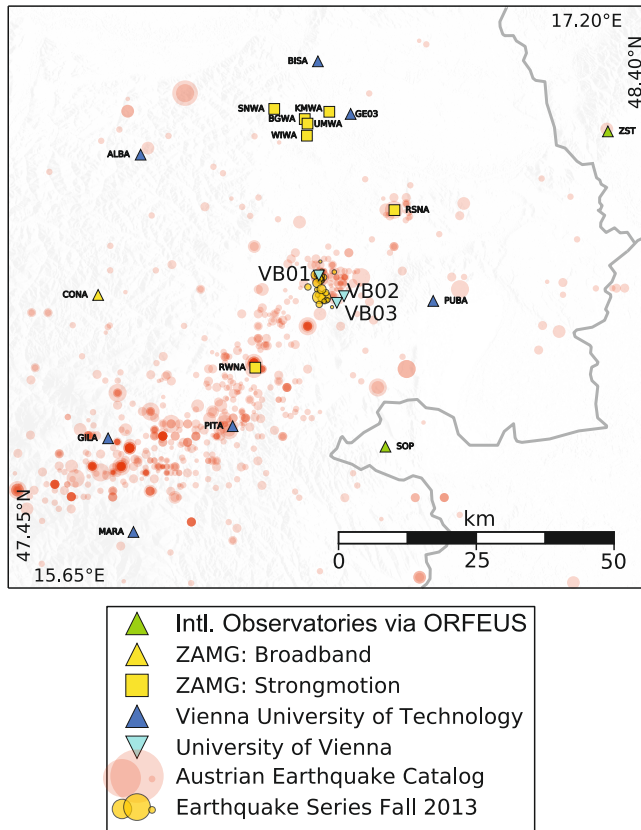 17.20°E
48.40°N
BISA
SNWA
KMWA
GE03
BGWA
UMWA
WIWA
ZST
ALBA
RSNA
VB01
VB02
CONA
PUBA
VB03
RWNA
PITA
GILA
SOP
47.45°N
MARA
km
15.65°E
0 25 50
Intl. Observatories via ORFEUS
ZAMG: Broadband
ZAMG: Strongmotion
Vienna University of Technology
University of Vienna
Austrian Earthquake Catalog
Earthquake Series Fall 2013